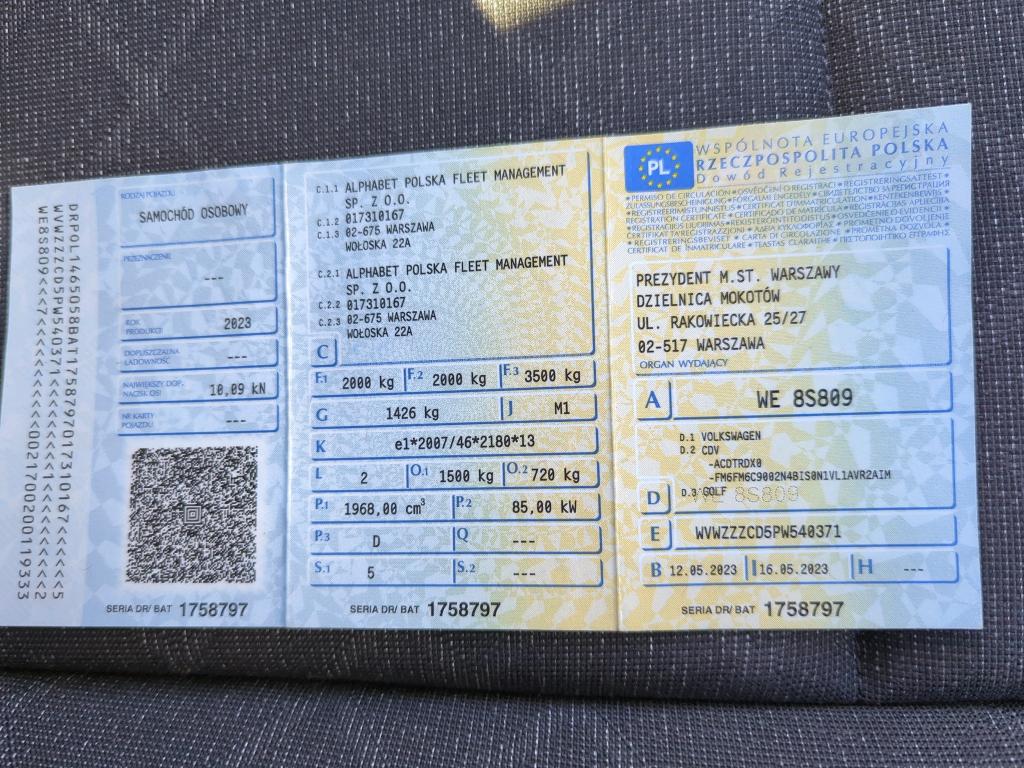 DRPOL1465058BAT175879701731016​7<<<<<5
WVWZZZCD5PW540371<<<<<<1<<<<<<<<<<2
WE8S809<<7<<<<<<<<<<<<0021700200119333
RODZAJ POJAZDU
SAMOCHÓD OSOBOWY
PRZEZNACZENIE
---
ROK PRODUKCJI 2023
DOPUSZCZALNA ŁADOWNOŚĆ ---
NAJWIĘKSZY DOP. NACISK OSI 10,09 kN
NR KARTY POJAZDU ---
SERIA DR/ BAT 1758797
C.1.1 ALPHABET POLSKA FLEET MANAGEMENT
SP. Z O.O.
C.1.2 017310167
C.1.3 02-675 WARSZAWA
WOŁOSKA 22A
C.2.1 ALPHABET POLSKA FLEET MANAGEMENT
SP. Z O.O.
C.2.2 017310167
C.2.3 02-675 WARSZAWA
WOŁOSKA 22A
C
F.1 2000 kg F.2 2000 kg F.3 3500 kg
G 1426 kg J M1
K e1*2007/46*2180*13
L 2 O.1 1500 kg O.2 720 kg
P.1 1968,00 cm³ P.2 85,00 kW
P.3 D Q ---
S.1 5 S.2 ---
SERIA DR/ BAT 1758797
PL
WSPÓLNOTA EUROPEJSKA
RZECZPOSPOLITA POLSKA
Dowód Rejestracyjny
PREZYDENT M.ST. WARSZAWY
DZIELNICA MOKOTÓW
UL. RAKOWIECKA 25/27
02-517 WARSZAWA
ORGAN WYDAJĄCY
A WE 8S809
D.1 VOLKSWAGEN
D.2 CDV
-ACDTRDX0
-FM6FM6C9002N4BIS0N1VL1AVR2AIM
D D.3 GOLF WE 8S809
E WVWZZZCD5PW540371
B 12.05.2023 I 16.05.2023 H ---
SERIA DR/ BAT 1758797